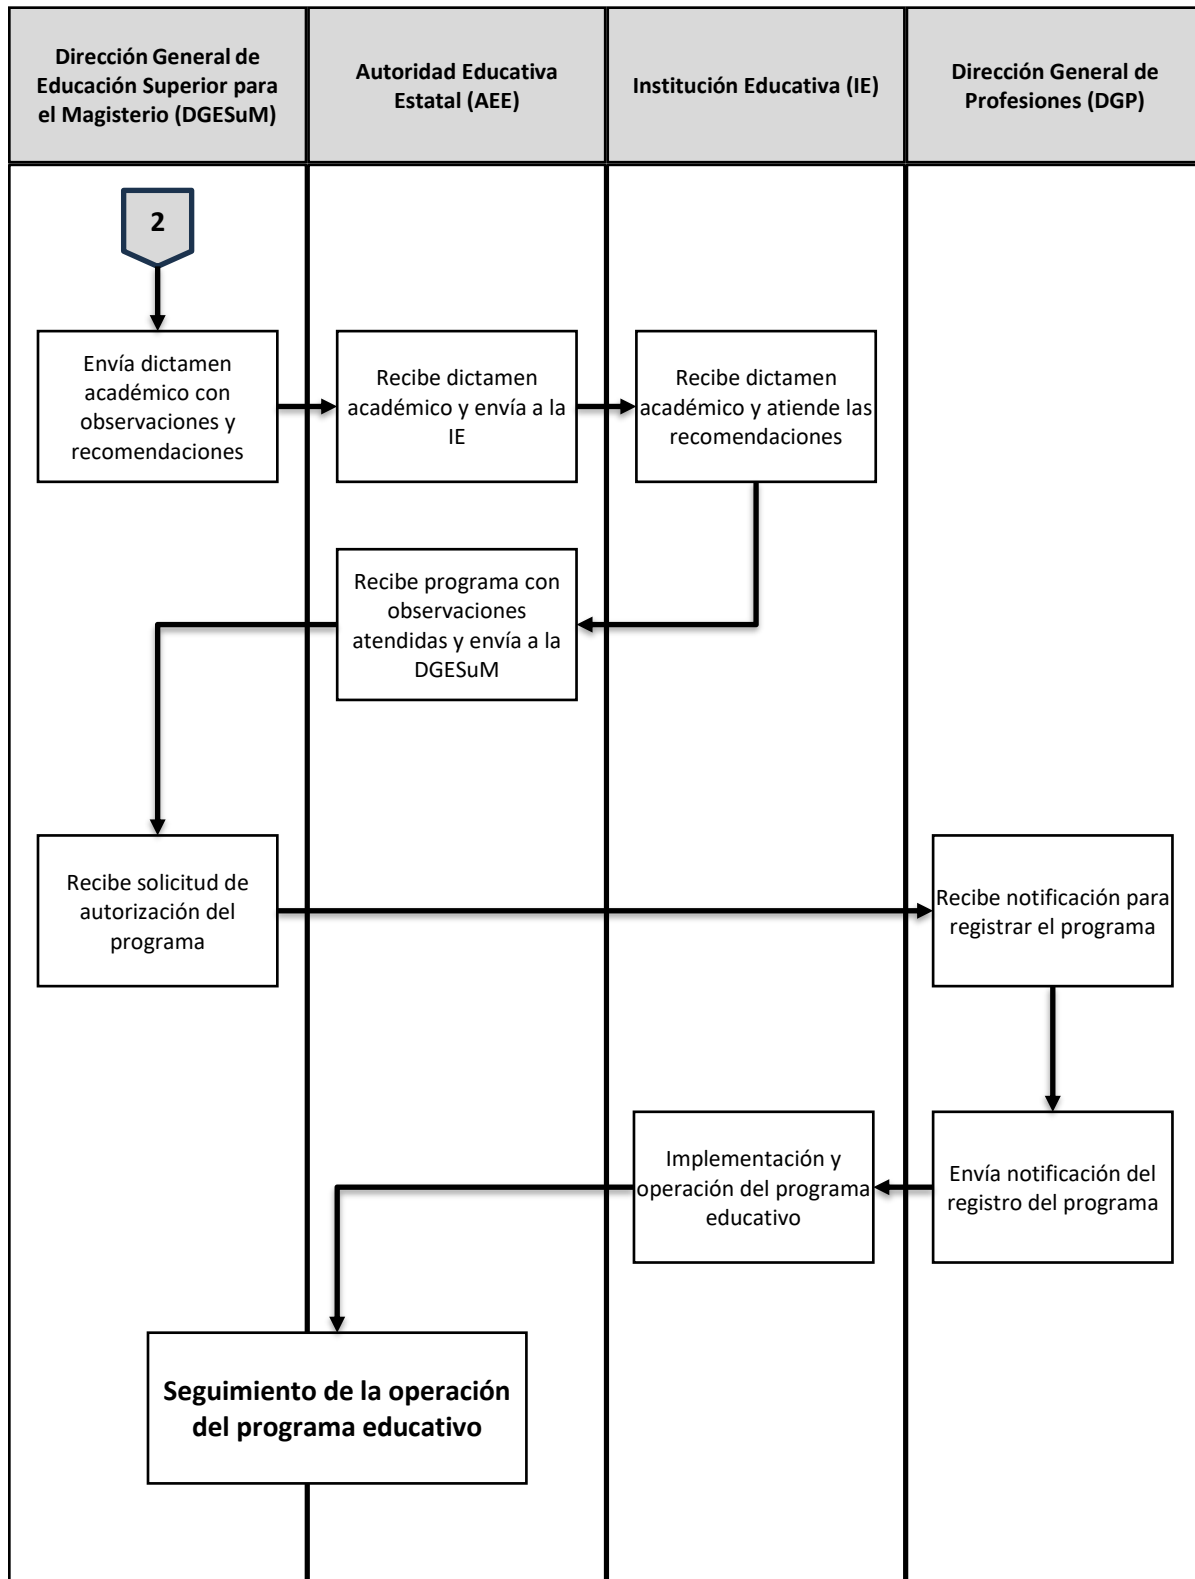 Dirección General de
Educación Superior para
el Magisterio (DGESuM)
Autoridad Educativa
Estatal (AEE)
Institución Educativa (IE)
Dirección General de
Profesiones (DGP)
2
Envía dictamen
académico con
observaciones y
recomendaciones
Recibe dictamen
académico y envía a la
IE
Recibe dictamen
académico y atiende las
recomendaciones
Recibe programa con
observaciones
atendidas y envía a la
DGESuM
Recibe solicitud de
autorización del
programa
Recibe notificación para
registrar el programa
Implementación y
operación del programa
educativo
Envía notificación del
registro del programa
Seguimiento de la operación
del programa educativo